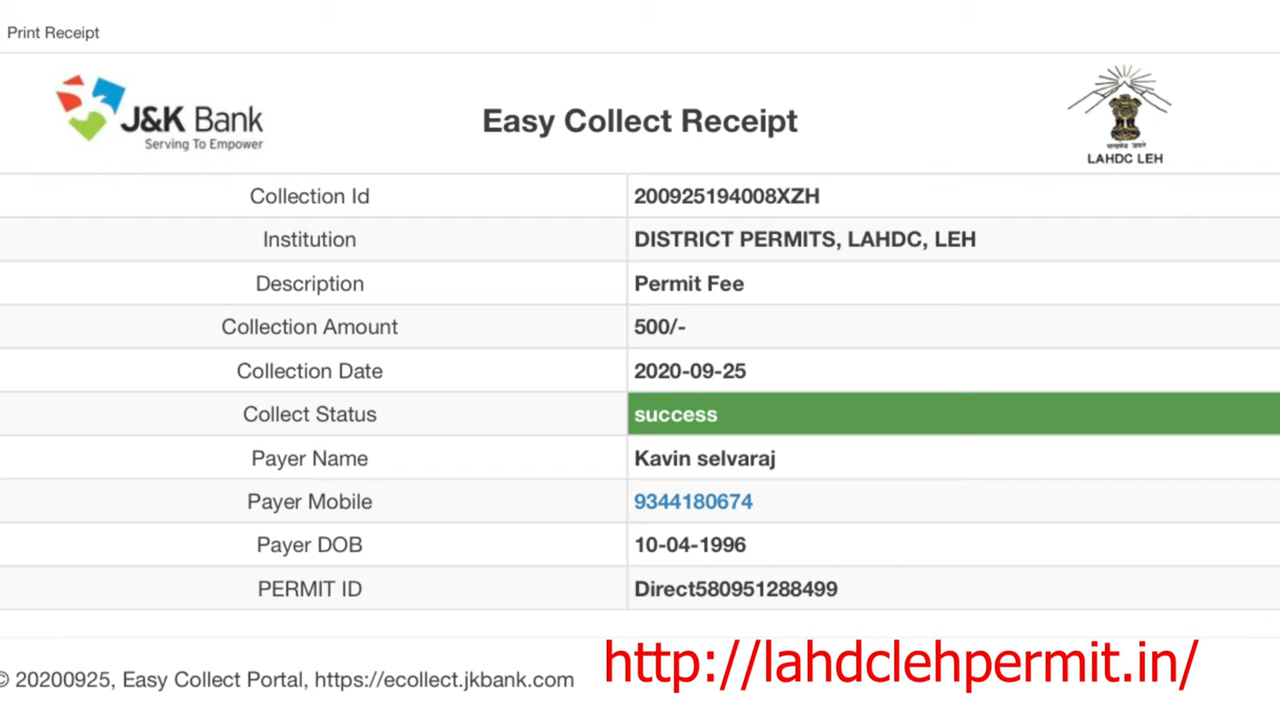 Print Receipt
J&K Bank
Serving To Empower
Easy Collect Receipt
सत्यमेव जयते
LAHDC LEH
Collection Id 200925194008XZH
Institution DISTRICT PERMITS, LAHDC, LEH
Description Permit Fee
Collection Amount 500/-
Collection Date 2020-09-25
Collect Status success
Payer Name Kavin selvaraj
Payer Mobile 9344180674
Payer DOB 10-04-1996
PERMIT ID Direct580951288499
© 20200925, Easy Collect Portal, https://ecollect.jkbank.com
http://lahdclehpermit.in/